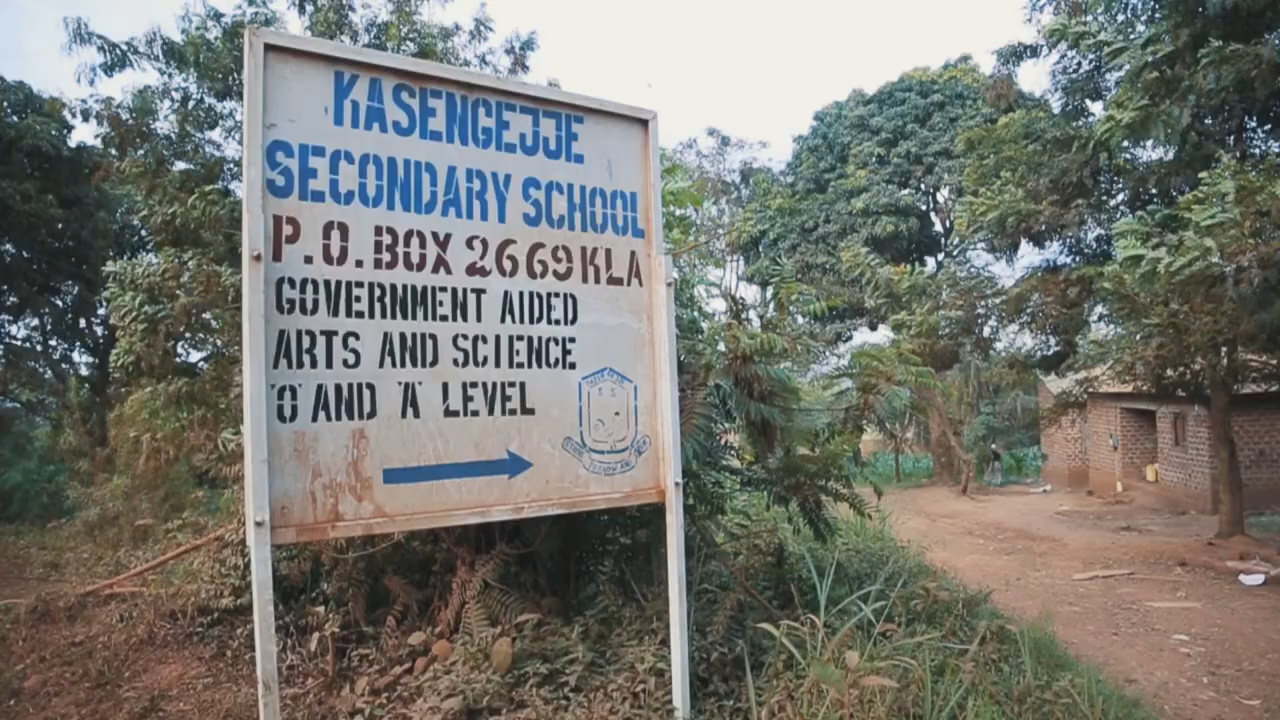 KASENGEJJE
SECONDARY SCHOOL
P.O. BOX 2669 KLA
GOVERNMENT AIDED
ARTS AND SCIENCE
'O' AND 'A' LEVEL